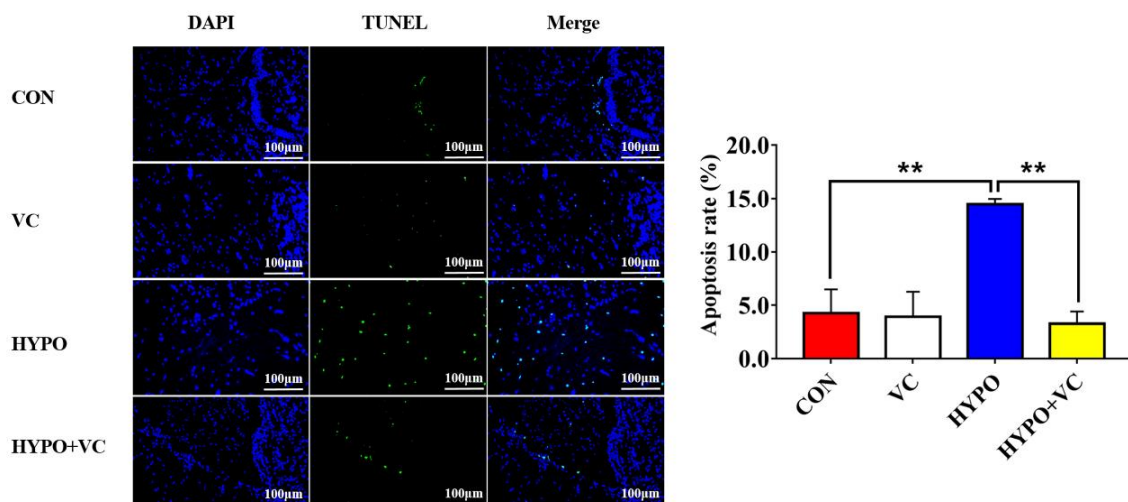 DAPI TUNEL Merge
CON
100μm 100μm 100μm
VC
100μm 100μm 100μm
HYPO
100μm 100μm 100μm
HYPO+VC
100μm 100μm 100μm
Apoptosis rate (%)
20.0
15.0
10.0
5.0
0.0
** **
CON VC HYPO HYPO+VC